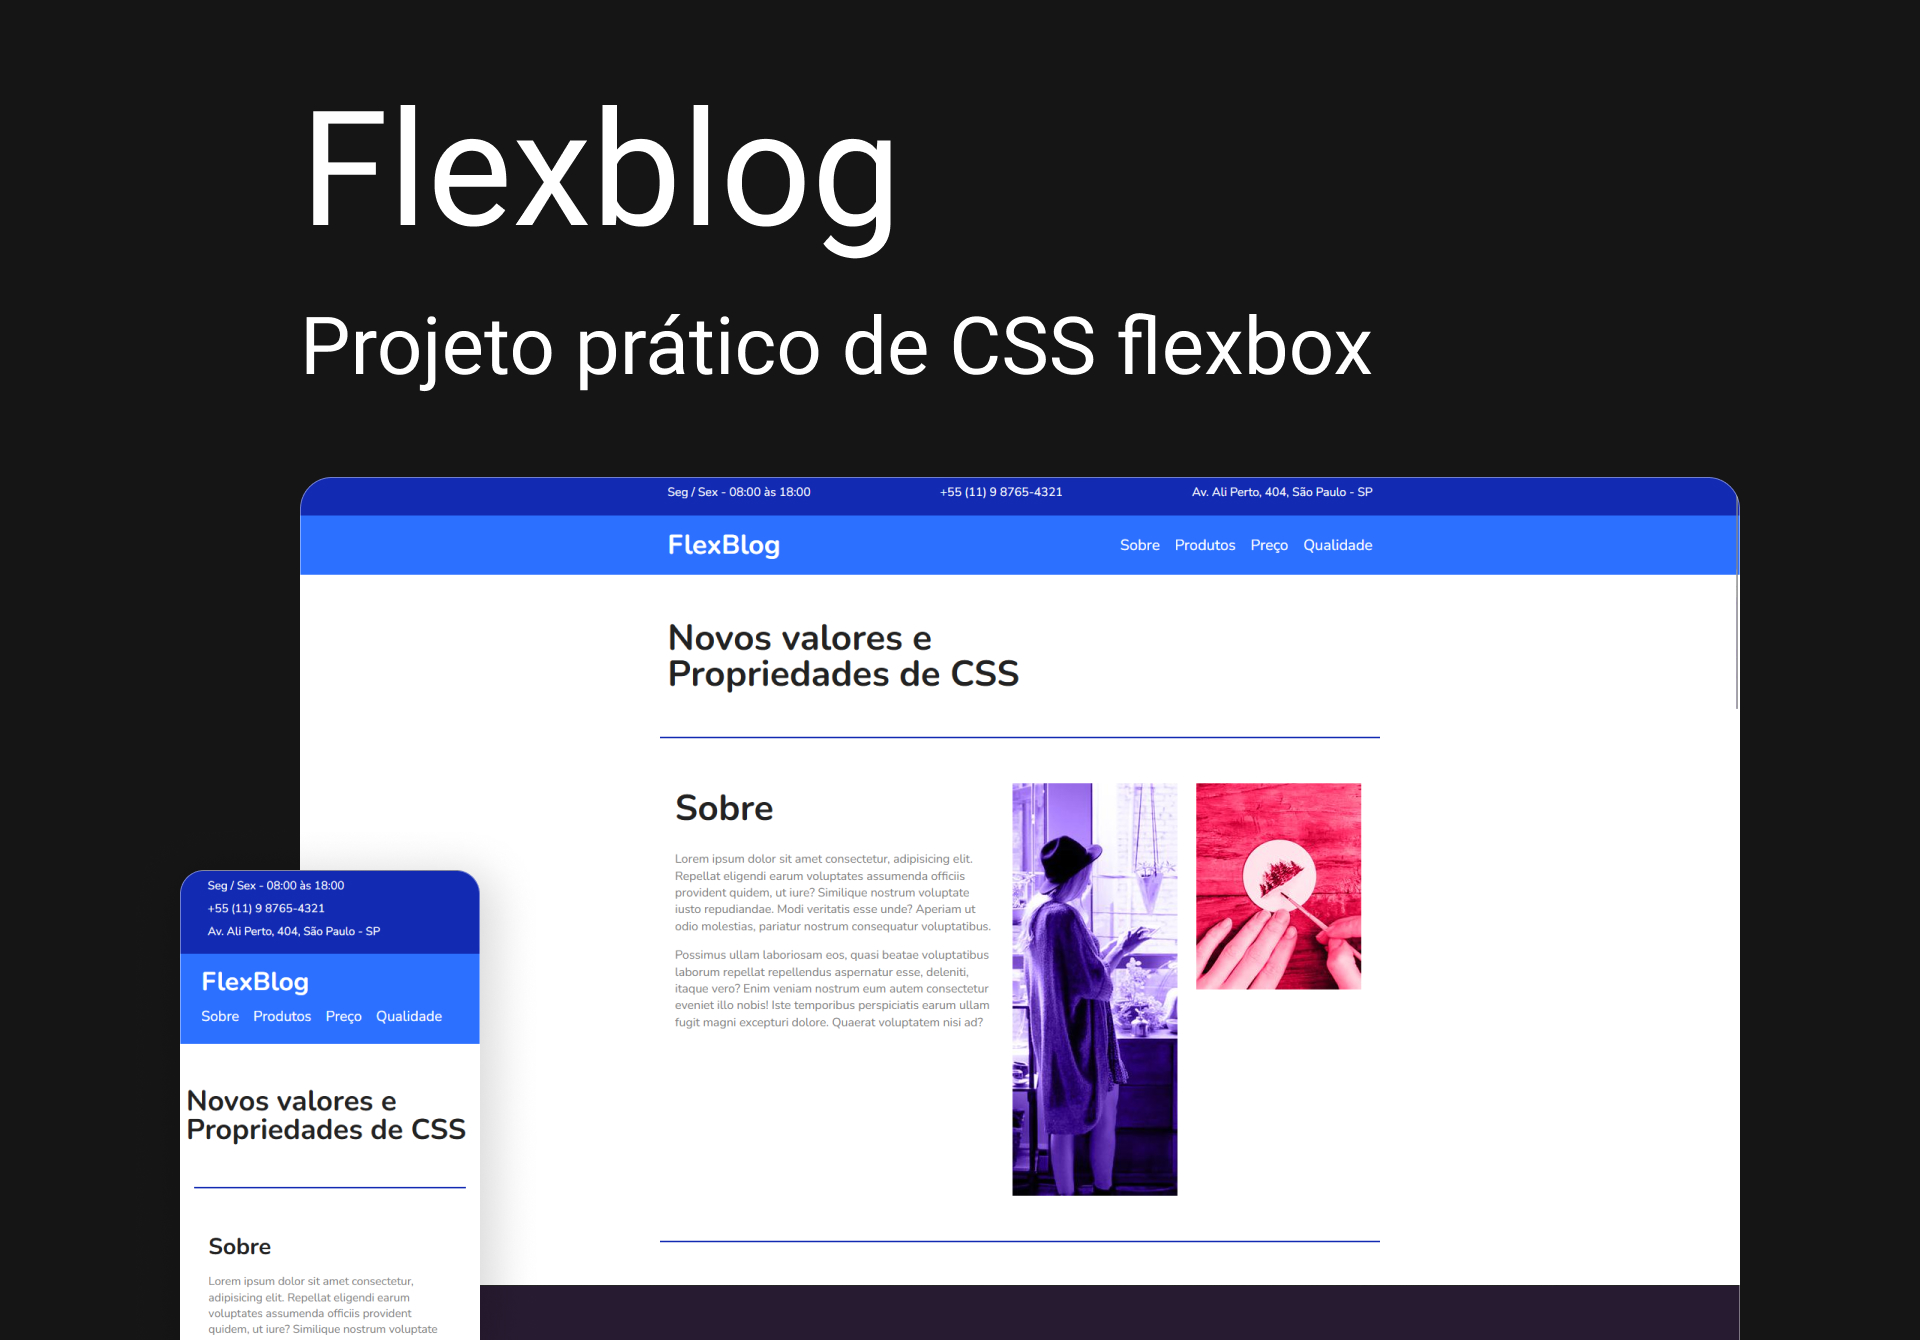 Flexblog
Projeto prático de CSS flexbox
Seg / Sex - 08:00 às 18:00
+55 (11) 9 8765-4321
Av. Ali Perto, 404, São Paulo - SP
FlexBlog
Sobre Produtos Preço Qualidade
Novos valores e
Propriedades de CSS
Sobre
Lorem ipsum dolor sit amet consectetur, adipisicing elit.
Repellat eligendi earum voluptates assumenda officiis
provident quidem, ut iure? Similique nostrum voluptate
iusto repudiandae. Modi veritatis esse unde? Aperiam ut
odio molestias, pariatur nostrum consequatur voluptatibus.
Possimus ullam laboriosam eos, quasi beatae voluptatibus
laborum repellat repellendus aspernatur esse, deleniti,
itaque vero? Enim veniam nostrum eum autem consectetur
eveniet illo nobis! Iste temporibus perspiciatis earum ullam
fugit magni excepturi dolore. Quaerat voluptatem nisi ad?
Seg / Sex - 08:00 às 18:00
+55 (11) 9 8765-4321
Av. Ali Perto, 404, São Paulo - SP
FlexBlog
Sobre Produtos Preço Qualidade
Novos valores e
Propriedades de CSS
Sobre
Lorem ipsum dolor sit amet consectetur,
adipisicing elit. Repellat eligendi earum
voluptates assumenda officiis provident
quidem, ut iure? Similique nostrum voluptate